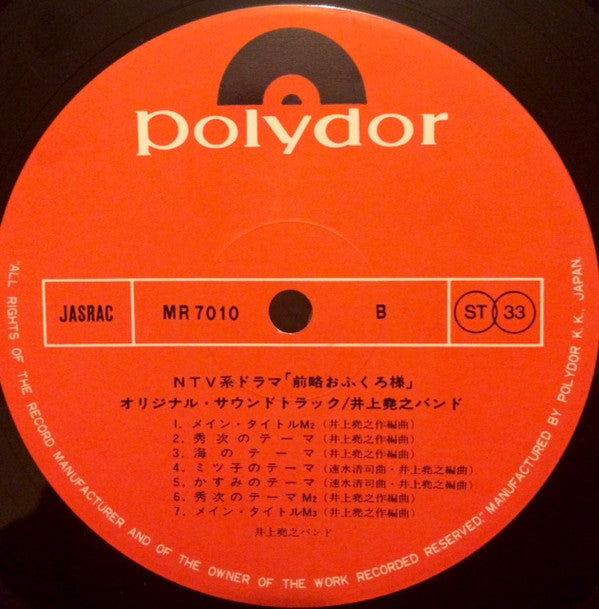 polydor
JASRAC MR 7010 B ST 33
NTV系ドラマ「前略おふくろ様」
オリジナル・サウンドトラック/井上堯之バンド
1. メイン・タイトルM2 (井上堯之作編曲)
2. 秀次のテーマ (井上堯之作編曲)
3. 海のテーマ (井上堯之作編曲)
4. ミツ子のテーマ (速水清司曲・井上堯之編曲)
5. かすみのテーマ (速水清司曲・井上堯之編曲)
6. 秀次のテーマM2 (井上堯之作編曲)
7. メイン・タイトルM3 (井上堯之作編曲)
井上堯之バンド
"ALL RIGHTS OF THE RECORD MANUFACTURER AND OF THE OWNER OF THE WORK RECORDED RESERVED." MANUFACTURED BY POLYDOR K.K., JAPAN.